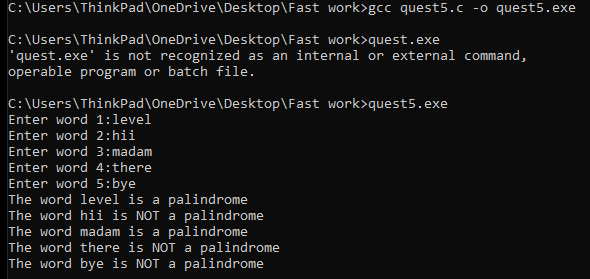 C:\Users\ThinkPad\OneDrive\Desktop\Fast work>gcc quest5.c -o quest5.exe
C:\Users\ThinkPad\OneDrive\Desktop\Fast work>quest.exe
'quest.exe' is not recognized as an internal or external command,
operable program or batch file.
C:\Users\ThinkPad\OneDrive\Desktop\Fast work>quest5.exe
Enter word 1:level
Enter word 2:hii
Enter word 3:madam
Enter word 4:there
Enter word 5:bye
The word level is a palindrome
The word hii is NOT a palindrome
The word madam is a palindrome
The word there is NOT a palindrome
The word bye is NOT a palindrome